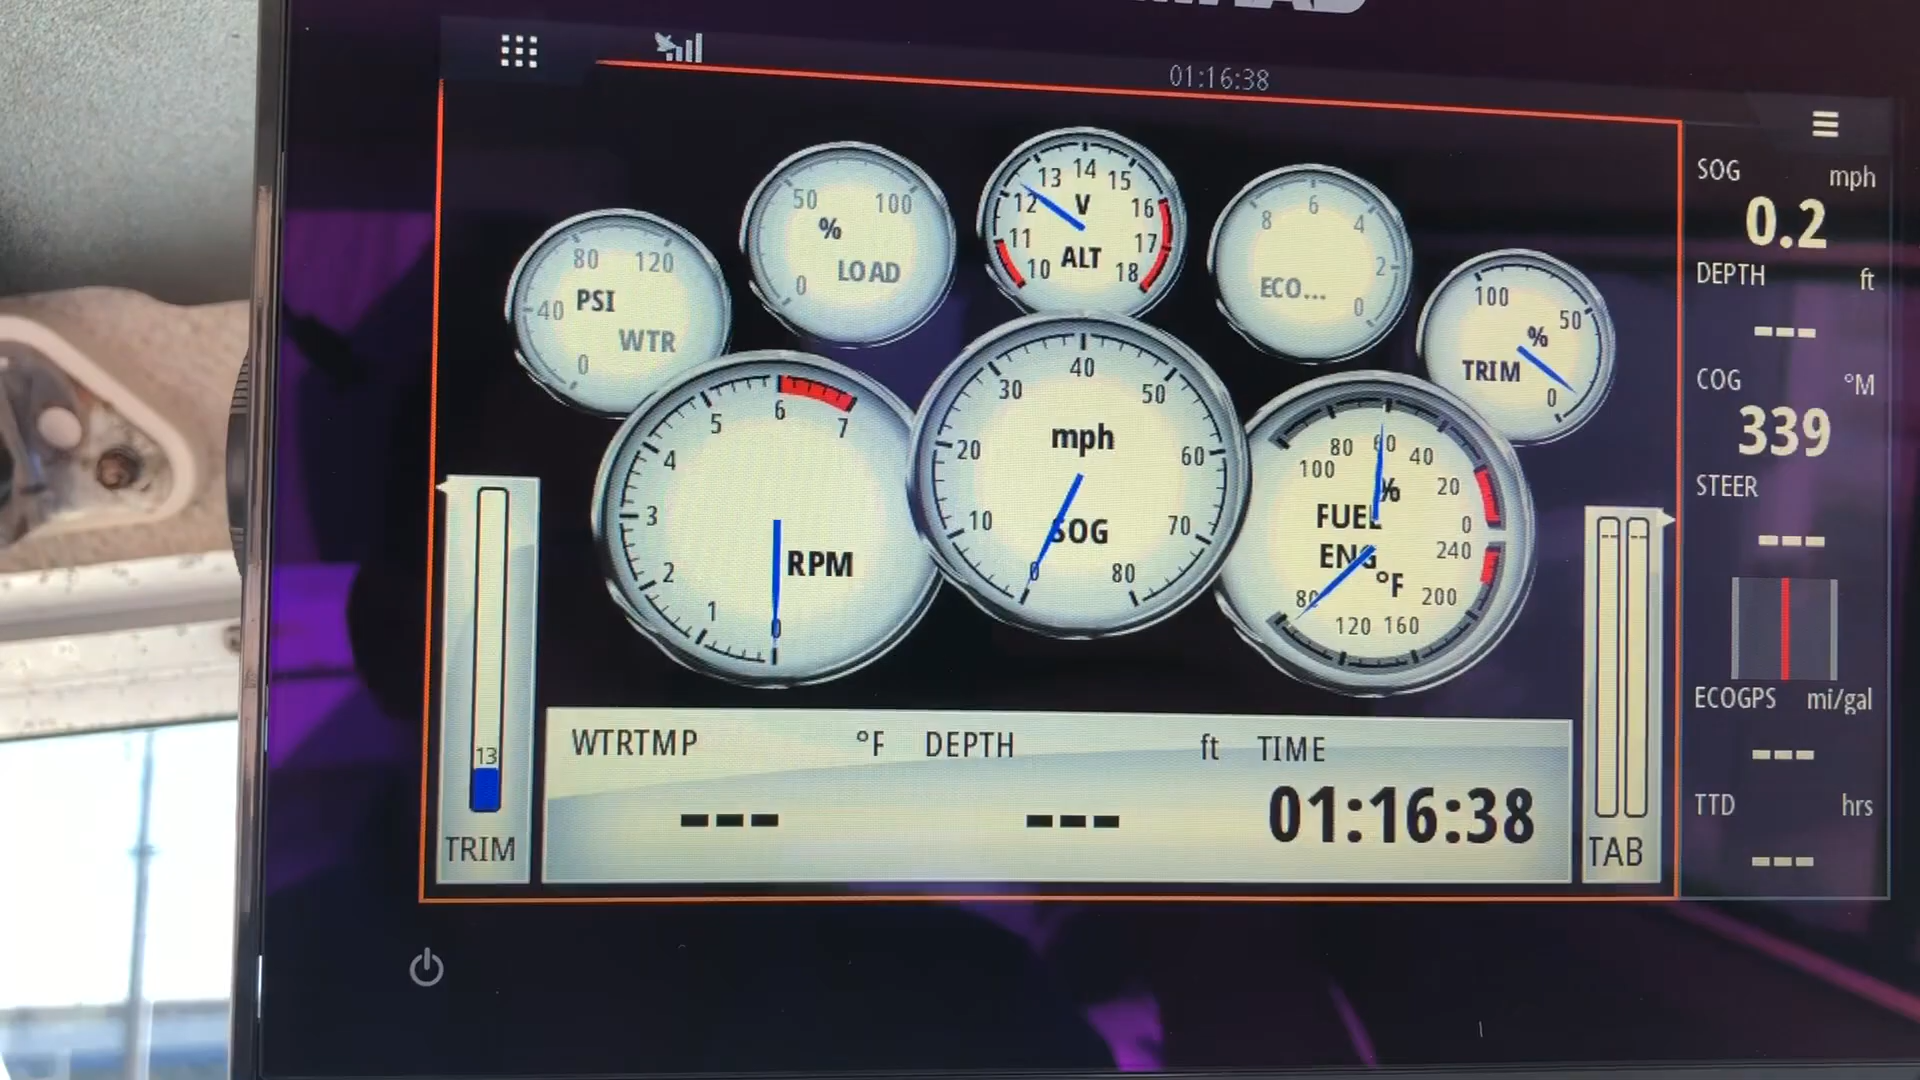 01:16:38
80 120
40 PSI
WTR
0
50 100
%
LOAD
0
13 14 15
12 V 16
11 ALT 17
10 18
6
8 4
2
ECO...
0
100 50
%
TRIM
0
6
5 7
4
3
RPM
2
1
0
40
30 50
mph
20 60
10 SOG 70
0 80
80 60 40
100 % 20
FUEL 0
ENG 240
°F
80 200
120 160
13
TRIM
WTRTMP °F DEPTH ft TIME
--- --- 01:16:38
TAB
SOG mph
0.2
DEPTH ft
---
COG °M
339
STEER
---
ECOGPS mi/gal
---
TTD hrs
---